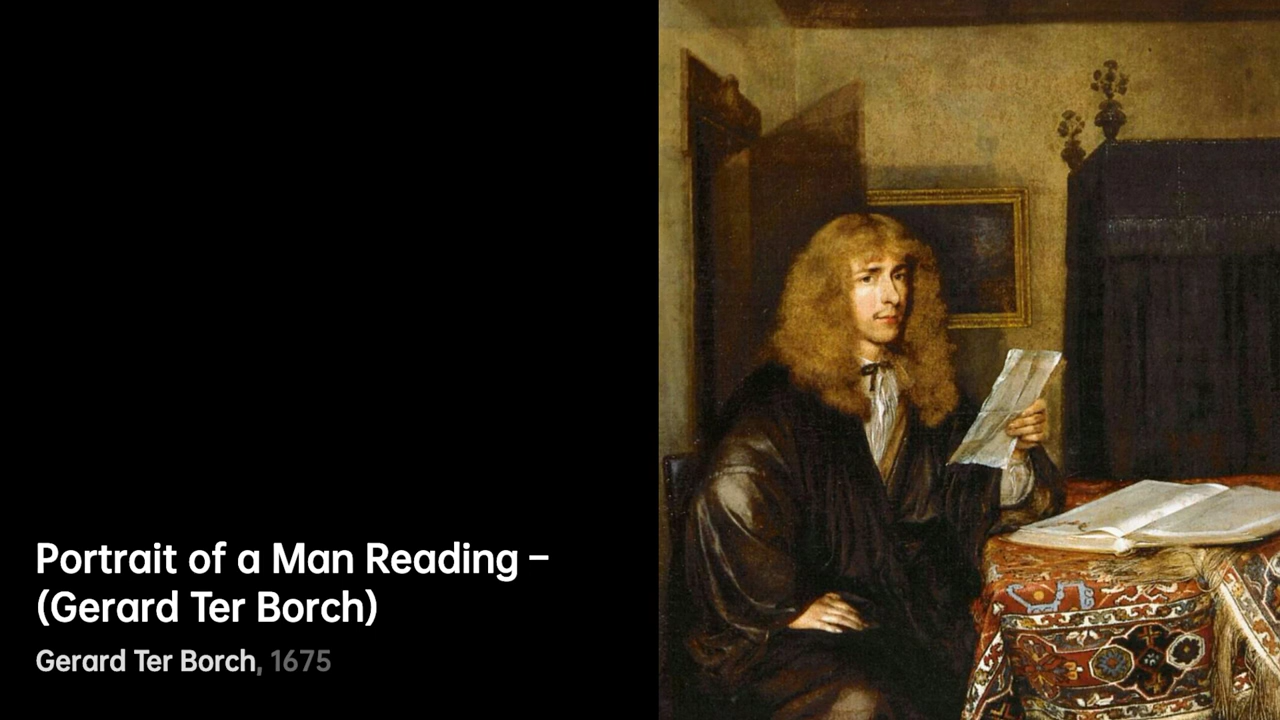 Portrait of a Man Reading –
(Gerard Ter Borch)
Gerard Ter Borch, 1675